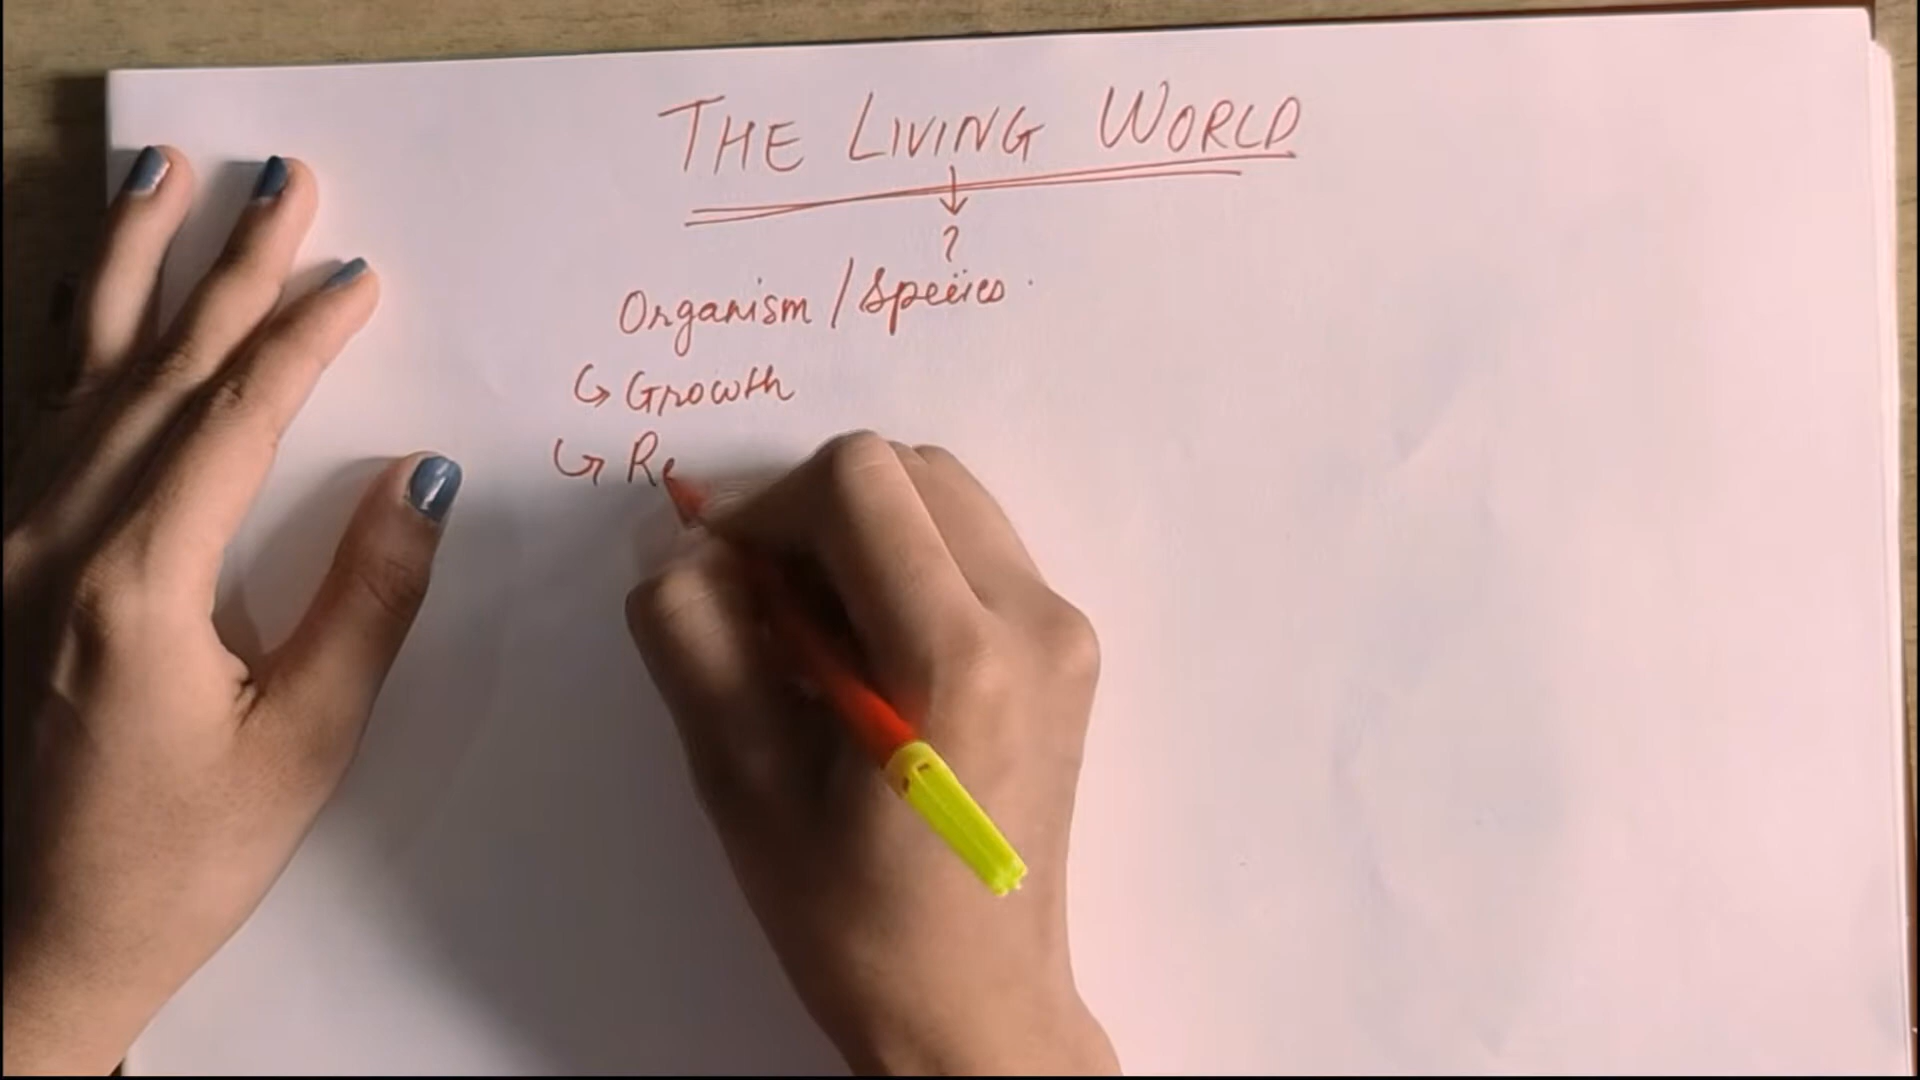 THE LIVING WORLD
?
Organism / Species
Growth
Re